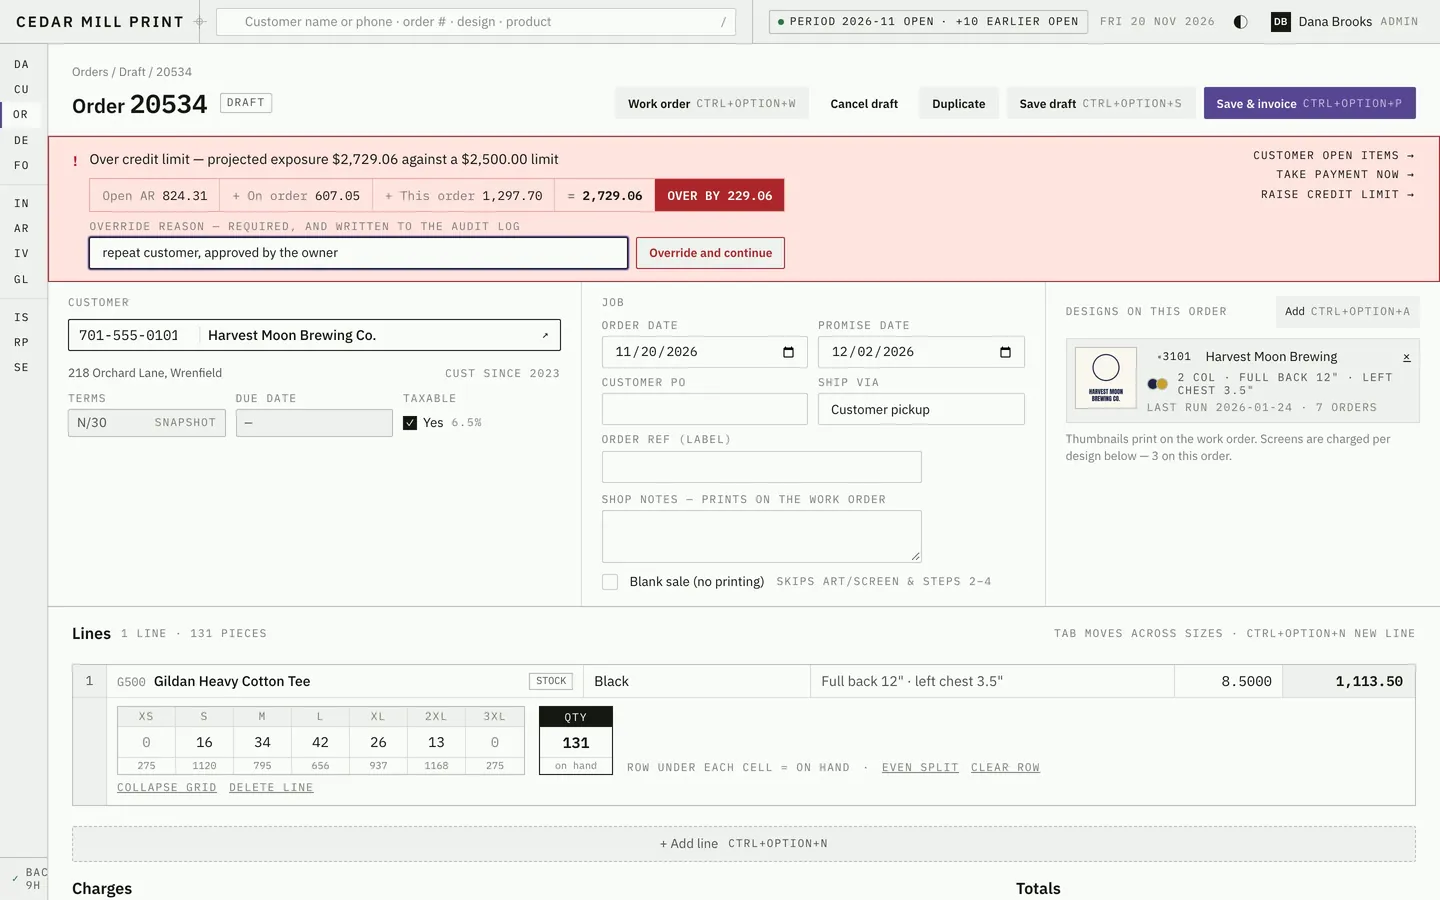 CEDAR MILL PRINT
Customer name or phone · order # · design · product /
PERIOD 2026-11 OPEN · +10 EARLIER OPEN
FRI 20 NOV 2026
DB Dana Brooks ADMIN
DA
CU
OR
DE
FO
IN
AR
IV
GL
IS
RP
SE
✓ BAC
9H
Orders / Draft / 20534
Order 20534 DRAFT
Work order CTRL+OPTION+W
Cancel draft
Duplicate
Save draft CTRL+OPTION+S
Save & invoice CTRL+OPTION+P
! Over credit limit — projected exposure $2,729.06 against a $2,500.00 limit
Open AR 824.31 + On order 607.05 + This order 1,297.70 = 2,729.06 OVER BY 229.06
OVERRIDE REASON — REQUIRED, AND WRITTEN TO THE AUDIT LOG
repeat customer, approved by the owner
Override and continue
CUSTOMER OPEN ITEMS →
TAKE PAYMENT NOW →
RAISE CREDIT LIMIT →
CUSTOMER
701-555-0101 Harvest Moon Brewing Co. ↗
218 Orchard Lane, Wrenfield CUST SINCE 2023
TERMS DUE DATE TAXABLE
N/30 SNAPSHOT — Yes 6.5%
JOB
ORDER DATE PROMISE DATE
11/20/2026 12/02/2026
CUSTOMER PO SHIP VIA
Customer pickup
ORDER REF (LABEL)
SHOP NOTES — PRINTS ON THE WORK ORDER
Blank sale (no printing) SKIPS ART/SCREEN & STEPS 2–4
DESIGNS ON THIS ORDER
Add CTRL+OPTION+A
HARVEST MOON
BREWING CO.
3101 Harvest Moon Brewing ×
2 COL · FULL BACK 12" · LEFT
CHEST 3.5"
LAST RUN 2026-01-24 · 7 ORDERS
Thumbnails print on the work order. Screens are charged per
design below — 3 on this order.
Lines 1 LINE · 131 PIECES
TAB MOVES ACROSS SIZES · CTRL+OPTION+N NEW LINE
1 G500 Gildan Heavy Cotton Tee STOCK Black Full back 12" · left chest 3.5" 8.5000 1,113.50
XS S M L XL 2XL 3XL QTY
0 16 34 42 26 13 0 131
275 1120 795 656 937 1168 275 on hand
ROW UNDER EACH CELL = ON HAND · EVEN SPLIT CLEAR ROW
COLLAPSE GRID DELETE LINE
+ Add line CTRL+OPTION+N
Charges
Totals